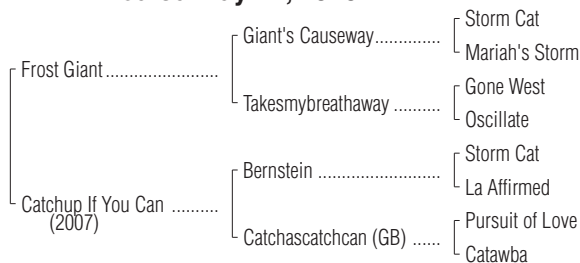 Storm Cat
Giant's Causeway..............
Mariah's Storm
Frost Giant........................
Gone West
Takesmybreathaway ..........
Oscillate
Storm Cat
Bernstein ..........................
La Affirmed
Catchup If You Can ..........
(2007)
Pursuit of Love
Catchascatchcan (GB) ......
Catawba